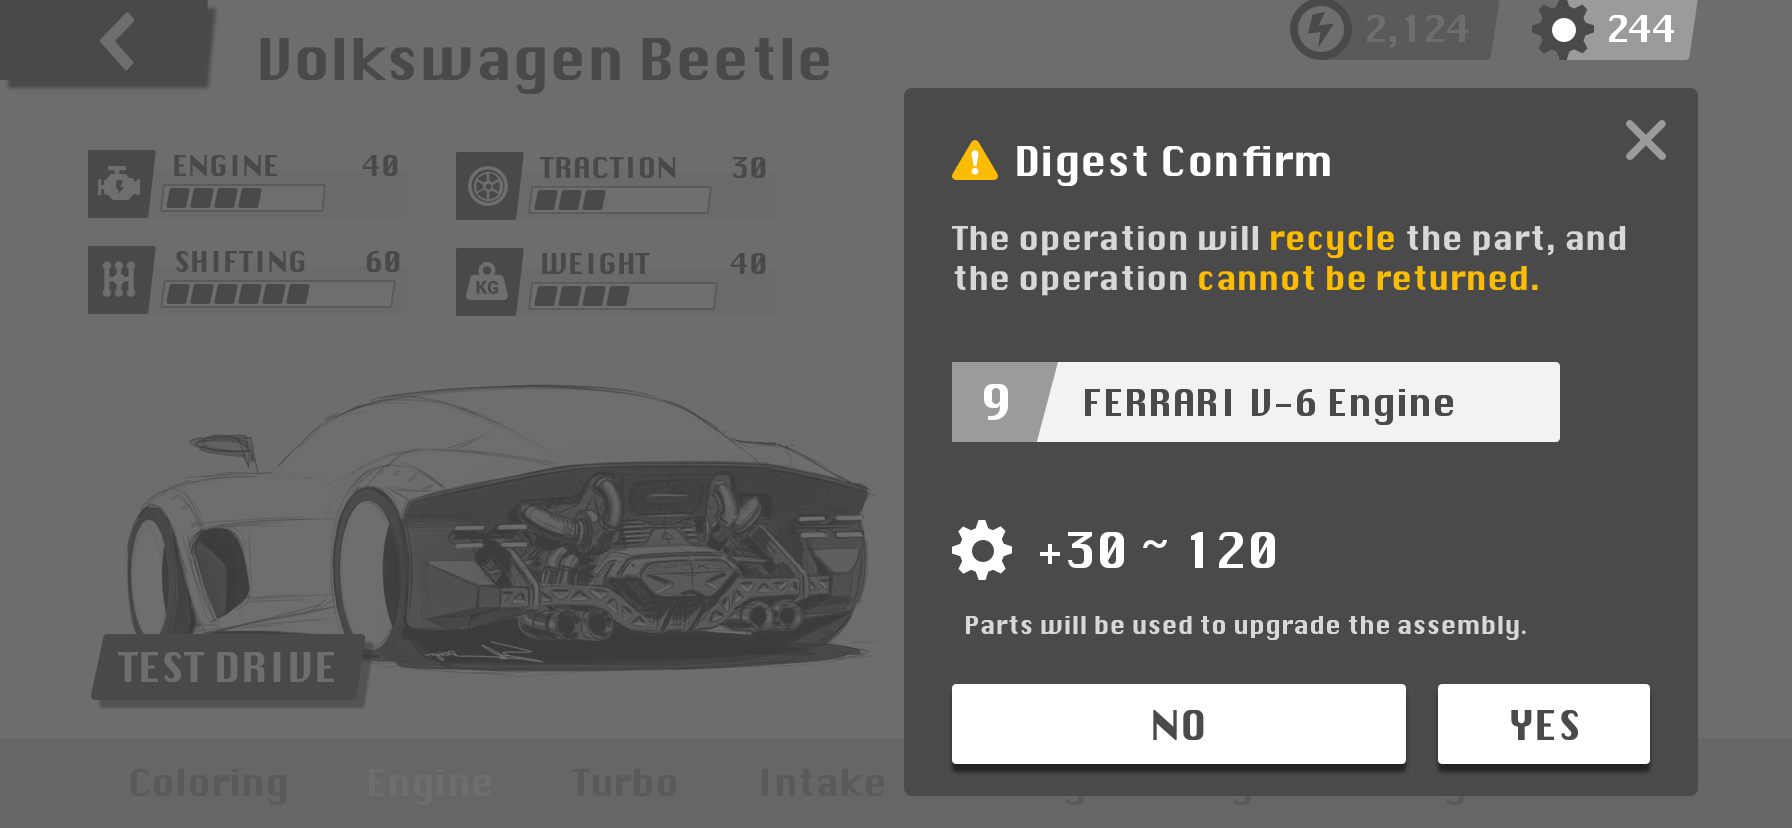 Volkswagen Beetle
2,124
244
ENGINE 40
TRACTION 30
SHIFTING 60
WEIGHT 40
KG
TEST DRIVE
Coloring Engine Turbo Intake
Digest Confirm
The operation will recycle the part, and
the operation cannot be returned.
9 FERRARI V-6 Engine
+30 ~ 120
Parts will be used to upgrade the assembly.
NO YES